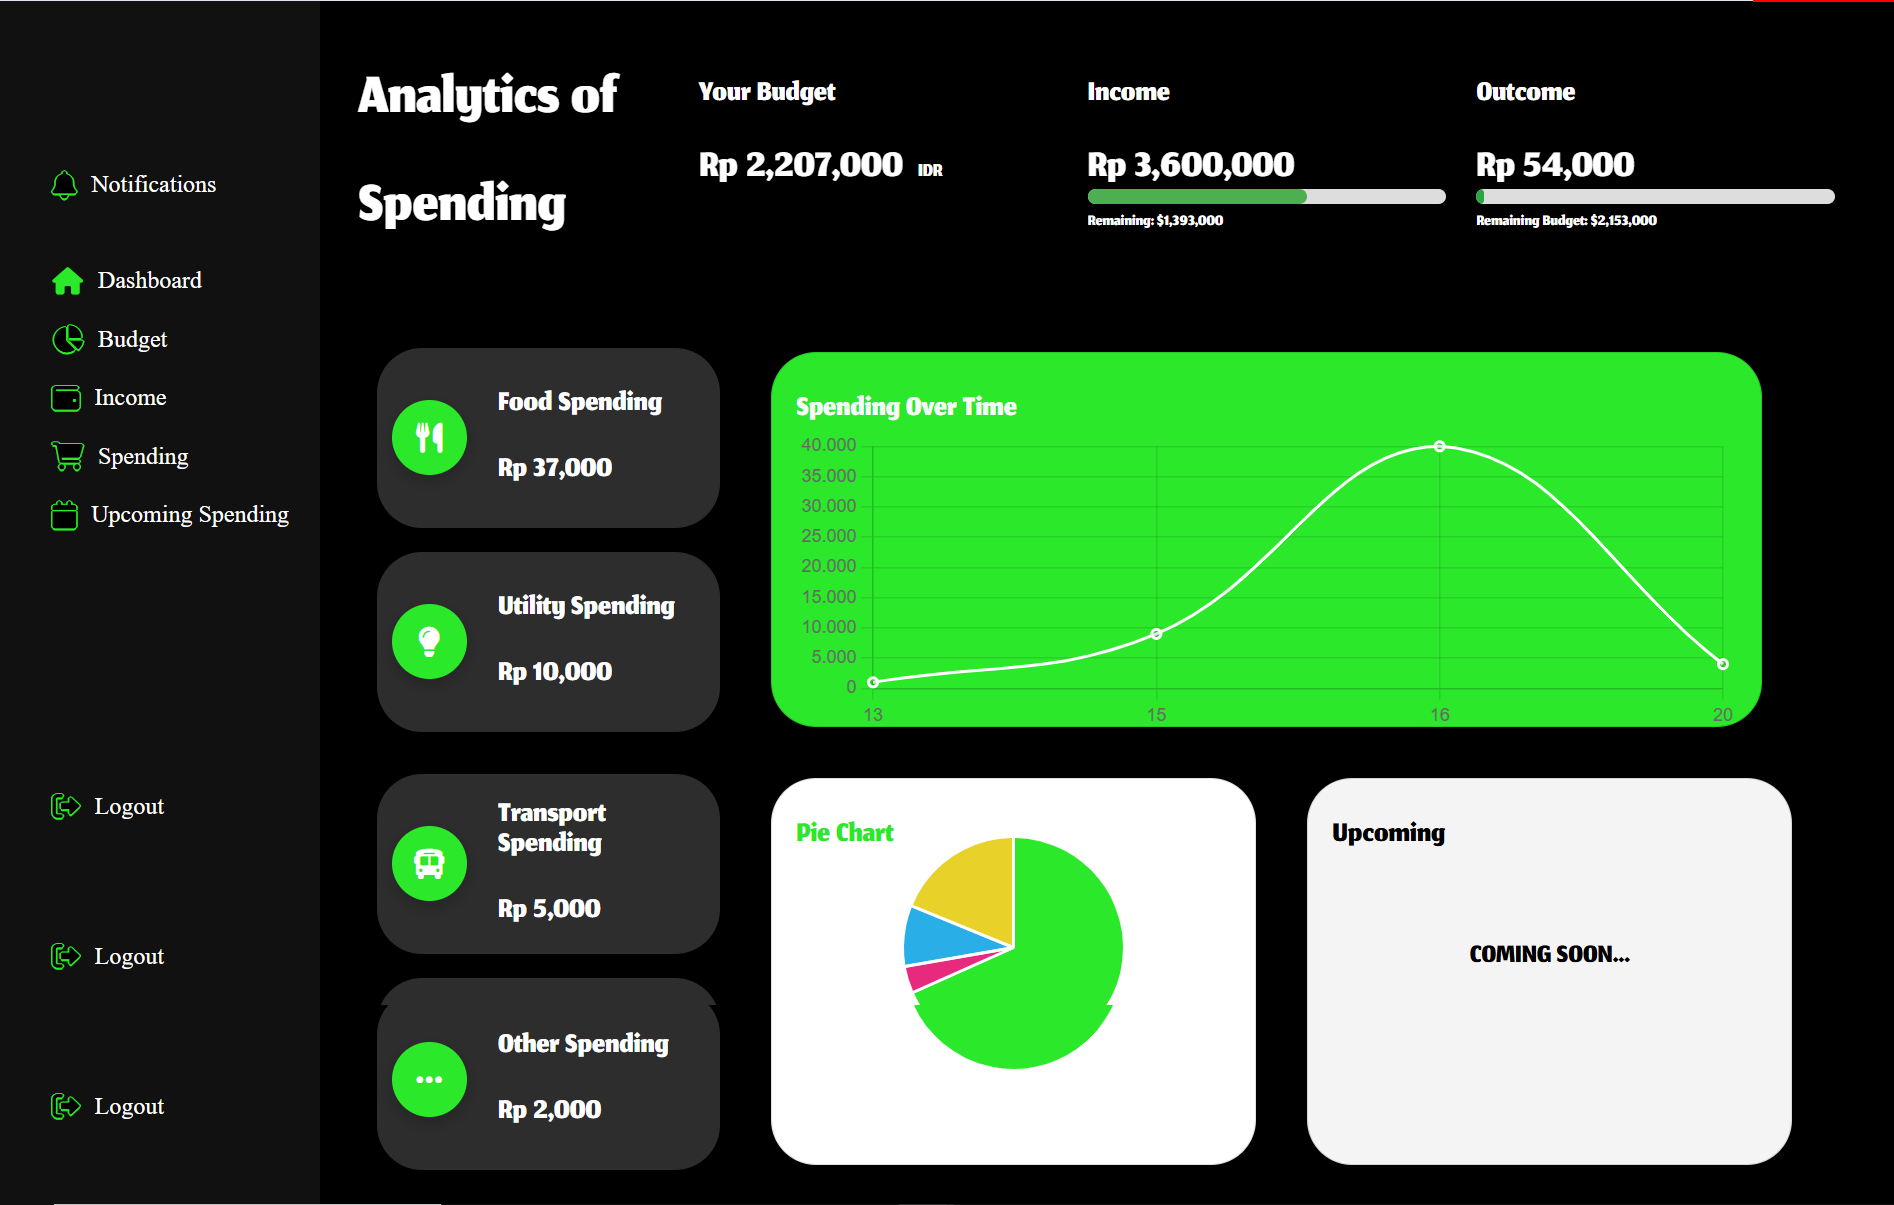 Notifications
Dashboard
Budget
Income
Spending
Upcoming Spending
Logout
Logout
Logout
Analytics of
Spending
Your Budget
Rp 2,207,000 IDR
Income
Rp 3,600,000
Remaining: $1,393,000
Outcome
Rp 54,000
Remaining Budget: $2,153,000
Food Spending
Rp 37,000
Utility Spending
Rp 10,000
Transport
Spending
Rp 5,000
Other Spending
Rp 2,000
Spending Over Time
40.000
35.000
30.000
25.000
20.000
15.000
10.000
5.000
0
13 15 16 20
Pie Chart
Upcoming
COMING SOON...